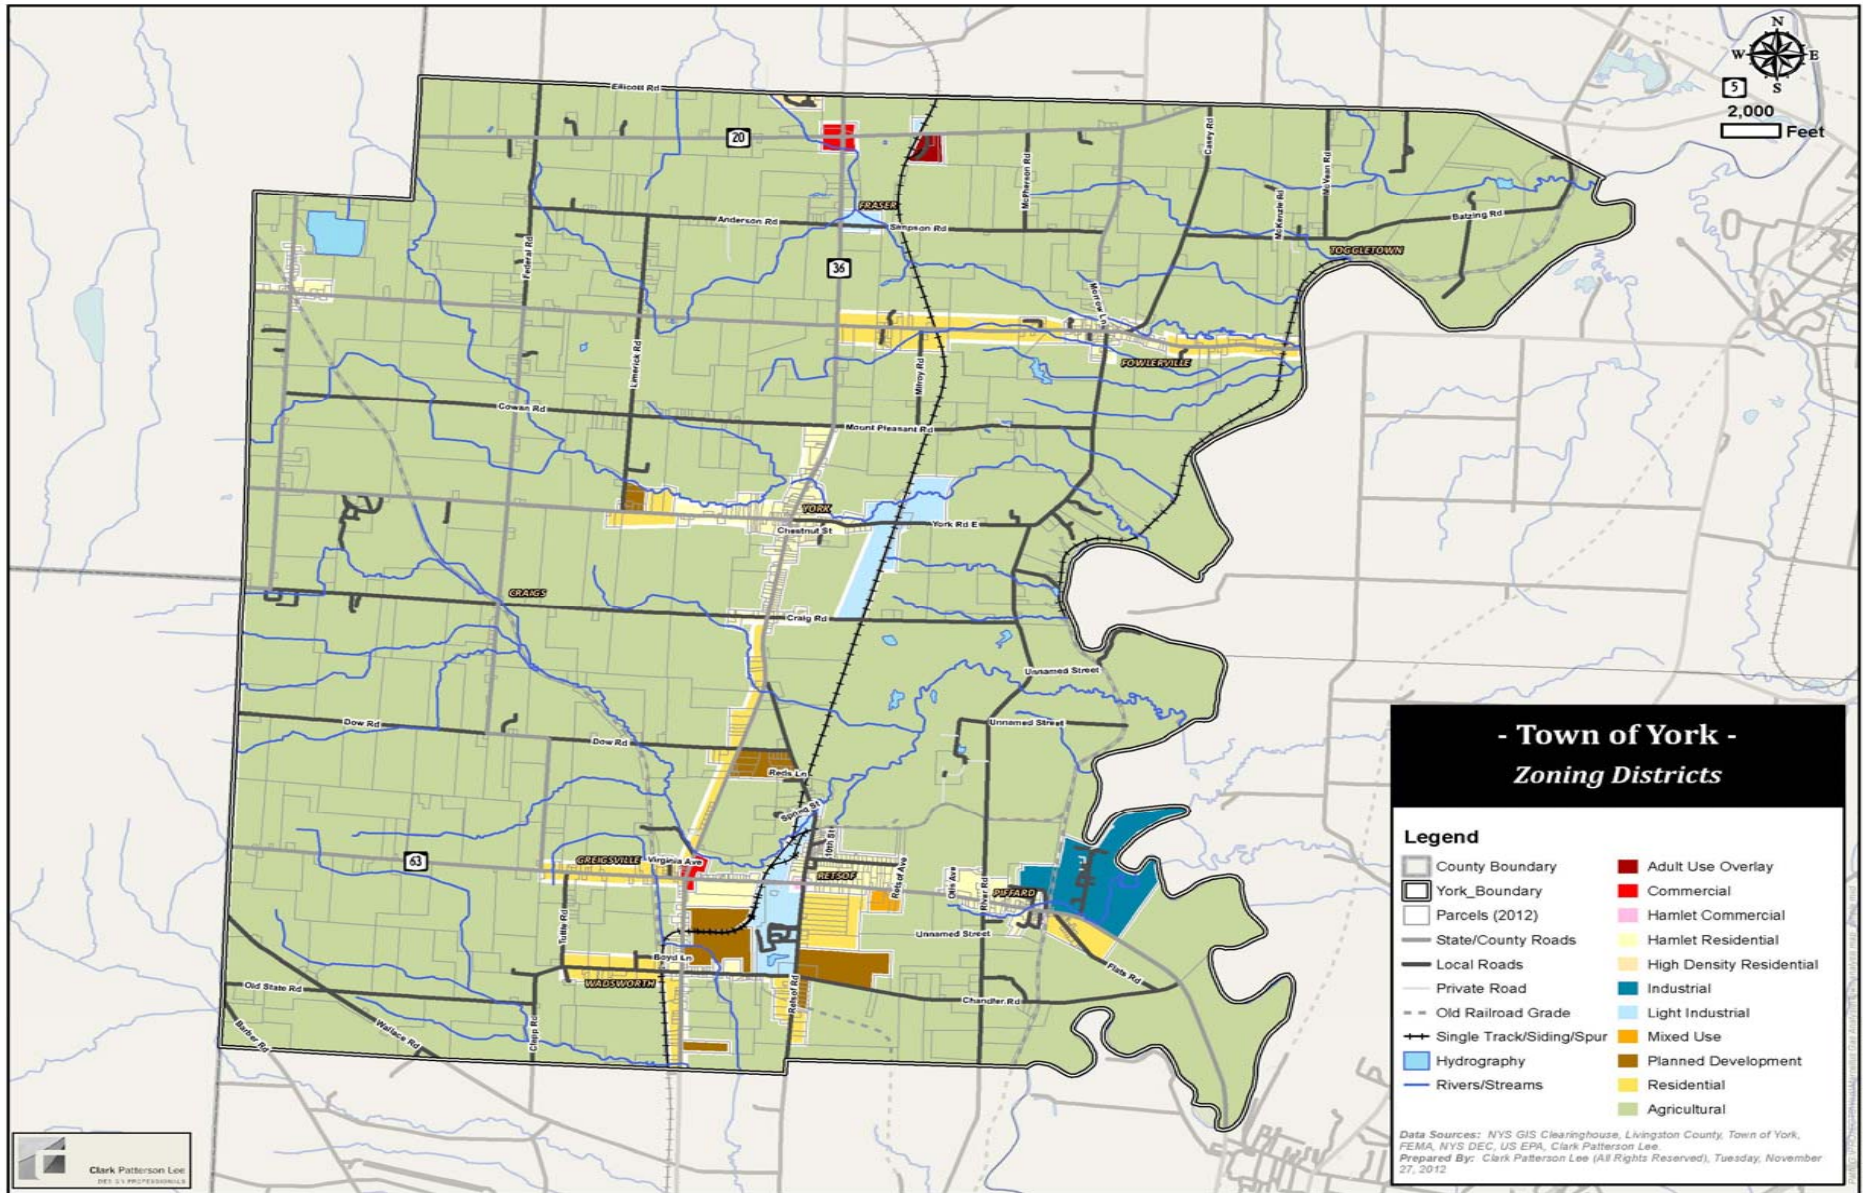 N
W E
S
5
2,000
Feet
Ellicott Rd
20
Casey Rd
McPherson Rd
McVean Rd
McKenzie Rd
FRASER
Anderson Rd
Simpson Rd
Batzing Rd
TOGGLETOWN
Federal Rd
36
Morrow Ln
Limerick Rd
Milroy Rd
FOWLERVILLE
Cowan Rd
Mount Pleasant Rd
YORK
Chestnut St
York Rd E
CRAIGS
Craig Rd
Unnamed Street
Dow Rd
Dow Rd
Unnamed Street
Reds Ln
Spring St
10th St
63
GREIGSVILLE
Virginia Ave
RETSOF
Retsof Ave
Otis Ave
River Rd
PIFFARD
Tuttle Rd
Unnamed Street
Boyd Ln
WADSWORTH
Retsof Rd
Flats Rd
Old State Rd
Chandler Rd
Barber Rd
Wallace Rd
Clapp Rd
- Town of York -
Zoning Districts
Legend
County Boundary
York_Boundary
Parcels (2012)
State/County Roads
Local Roads
Private Road
Old Railroad Grade
Single Track/Siding/Spur
Hydrography
Rivers/Streams
Adult Use Overlay
Commercial
Hamlet Commercial
Hamlet Residential
High Density Residential
Industrial
Light Industrial
Mixed Use
Planned Development
Residential
Agricultural
Data Sources: NYS GIS Clearinghouse, Livingston County, Town of York,
FEMA, NYS DEC, US EPA, Clark Patterson Lee
Prepared By: Clark Patterson Lee (All Rights Reserved), Tuesday, November
27, 2012
Clark Patterson Lee
DESIGN PROFESSIONALS